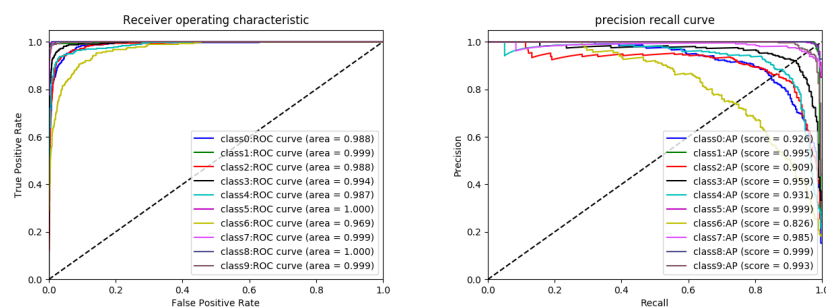 Receiver operating characteristic
1.0
0.8
0.6
0.4
0.2
0.0
True Positive Rate
0.0
0.2
0.4
0.6
0.8
1.0
False Positive Rate
class0:ROC curve (area = 0.988)
class1:ROC curve (area = 0.999)
class2:ROC curve (area = 0.988)
class3:ROC curve (area = 0.994)
class4:ROC curve (area = 0.987)
class5:ROC curve (area = 1.000)
class6:ROC curve (area = 0.969)
class7:ROC curve (area = 0.999)
class8:ROC curve (area = 1.000)
class9:ROC curve (area = 0.999)
precision recall curve
1.0
0.8
0.6
0.4
0.2
0.0
Precision
0.0
0.2
0.4
0.6
0.8
1.0
Recall
class0:AP (score = 0.926)
class1:AP (score = 0.995)
class2:AP (score = 0.909)
class3:AP (score = 0.959)
class4:AP (score = 0.931)
class5:AP (score = 0.999)
class6:AP (score = 0.826)
class7:AP (score = 0.985)
class8:AP (score = 0.999)
class9:AP (score = 0.993)